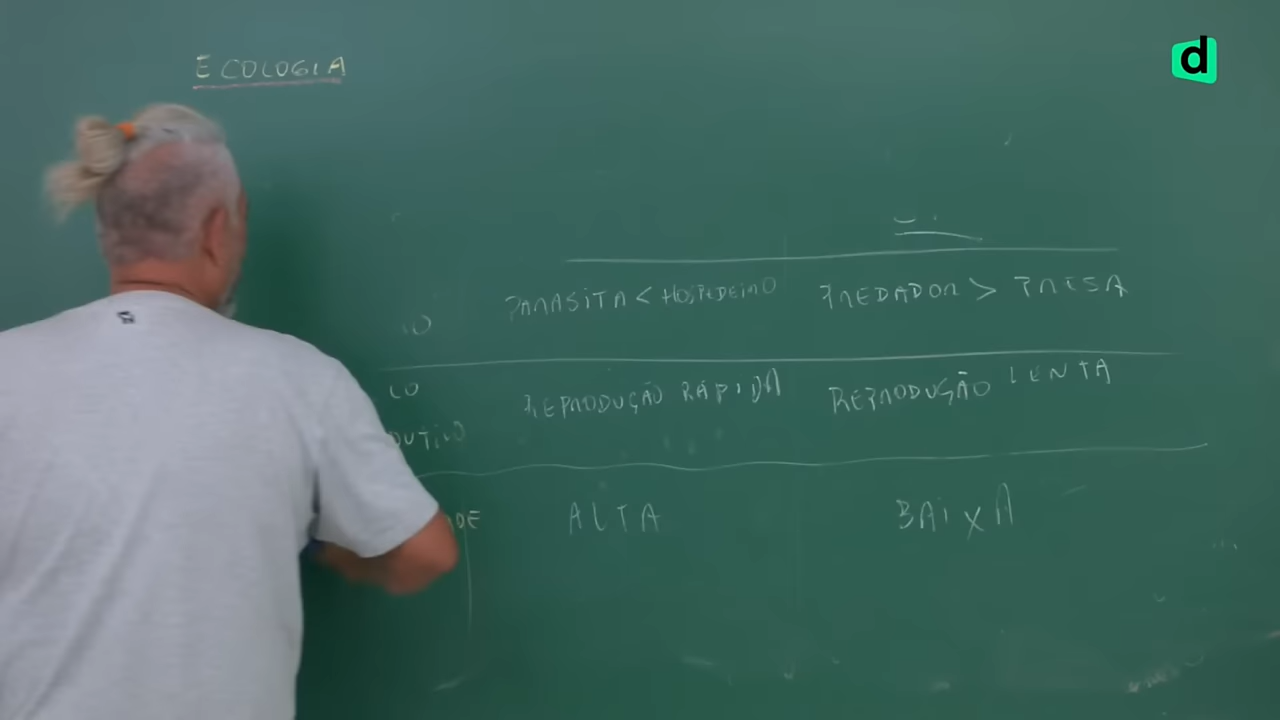 ECOLOGIA
d
PARASITA < HOSPEDEIRO PREDADOR > PRESA
REPRODUÇÃO RÁPIDA REPRODUÇÃO LENTA
ALTA BAIXA